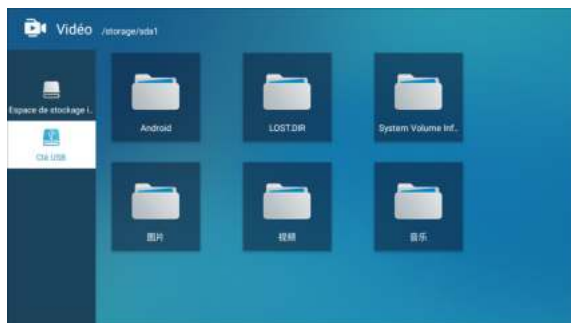 Vidéo /storage/sda1
Espace de stockage i..
Clé USB
Android
LOST.DIR
System Volume Inf..
图片
视频
音乐